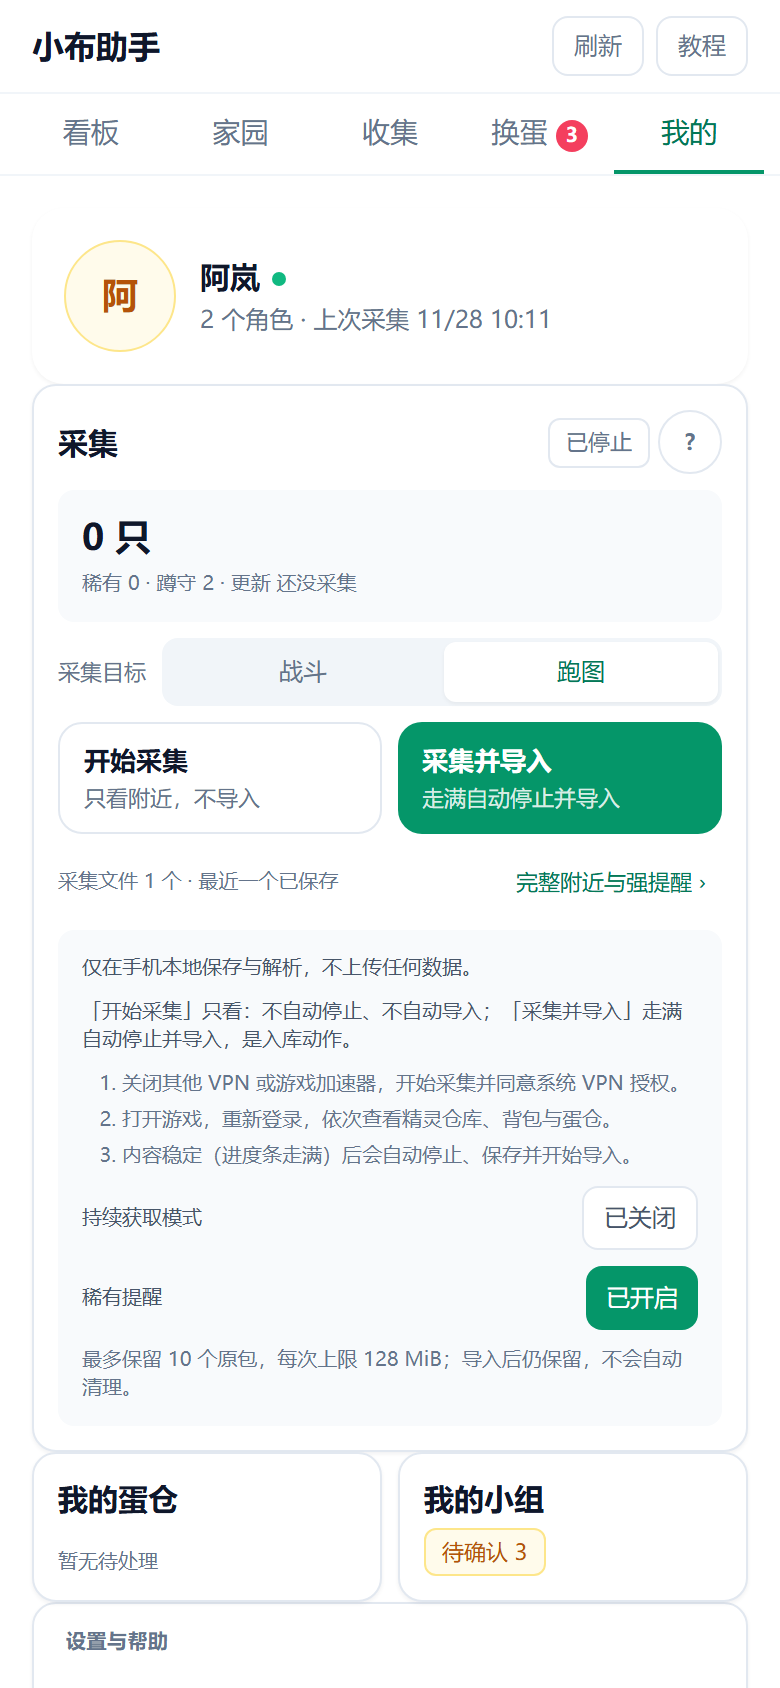 小布助手
刷新
教程
看板
家园
收集
换蛋 3
我的
阿
阿岚
2 个角色 · 上次采集 11/28 10:11
采集
已停止
?
0 只
稀有 0 · 蹲守 2 · 更新 还没采集
采集目标
战斗
跑图
开始采集
只看附近，不导入
采集并导入
走满自动停止并导入
采集文件 1 个 · 最近一个已保存
完整附近与强提醒 ›
仅在手机本地保存与解析，不上传任何数据。
「开始采集」只看：不自动停止、不自动导入；「采集并导入」走满
自动停止并导入，是入库动作。
1. 关闭其他 VPN 或游戏加速器，开始采集并同意系统 VPN 授权。
2. 打开游戏，重新登录，依次查看精灵仓库、背包与蛋仓。
3. 内容稳定（进度条走满）后会自动停止、保存并开始导入。
持续获取模式
已关闭
稀有提醒
已开启
最多保留 10 个原包，每次上限 128 MiB；导入后仍保留，不会自动
清理。
我的蛋仓
暂无待处理
我的小组
待确认 3
设置与帮助